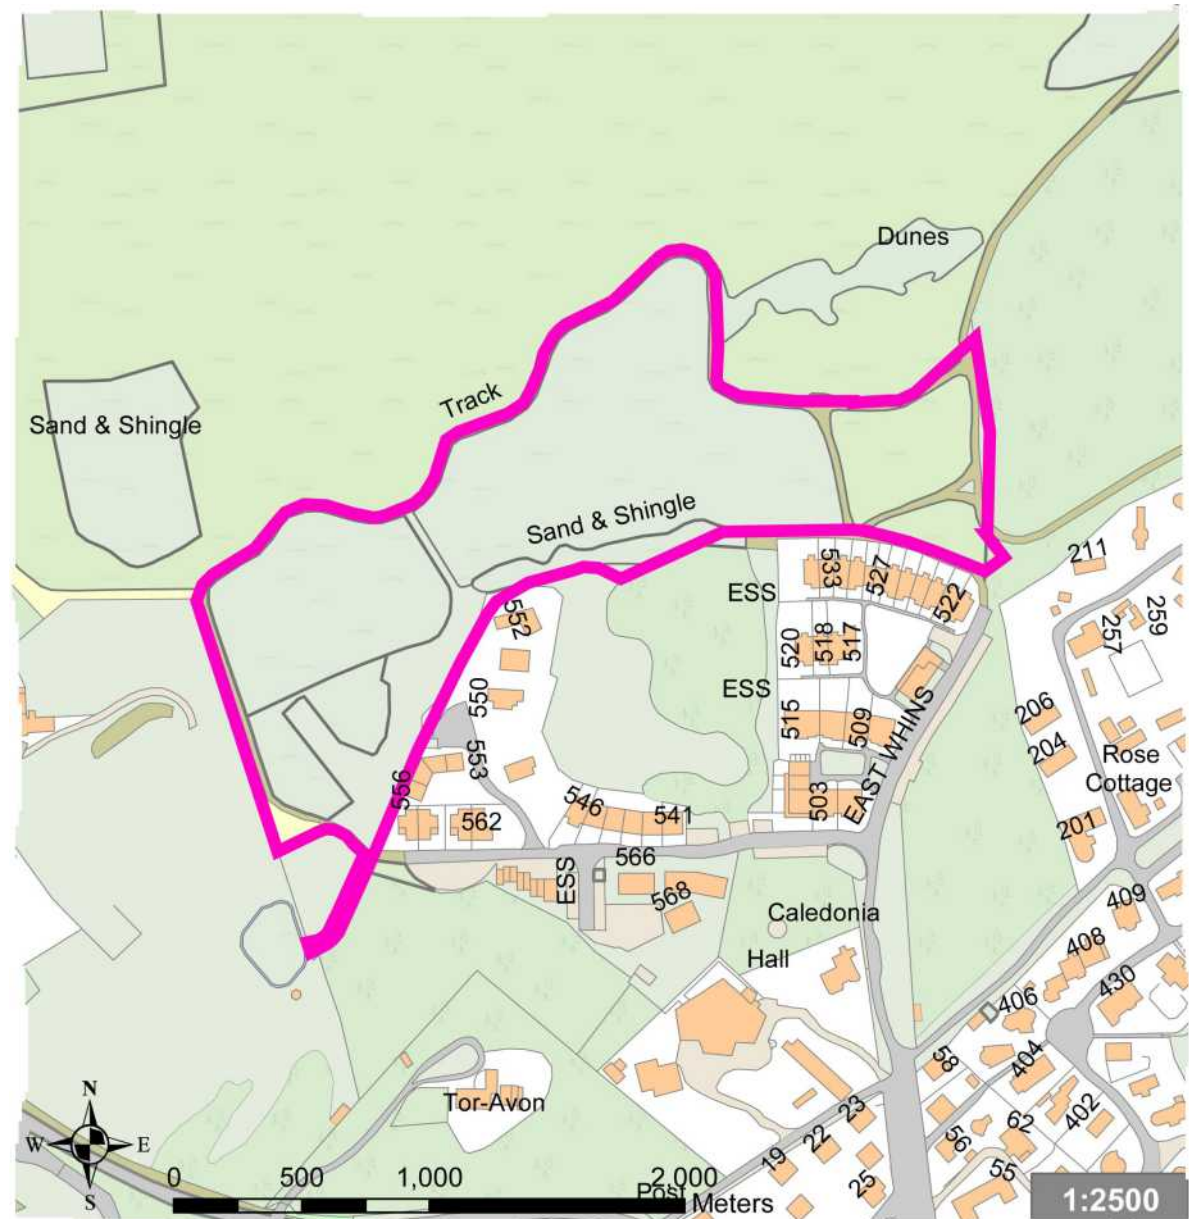 Dunes
Track
Sand & Shingle
Sand & Shingle
211
533
527
522
ESS
552
259
257
520
518
517
ESS
550
515
509
206
204
Rose
Cottage
EAST WHINS
553
556
503
546
541
562
201
566
ESS
568
Caledonia
Hall
409
408
430
406
58
404
Tor-Avon
402
23
22
62
56
19
25
55
N
W
E
S
0
500
1,000
2,000
Post
Meters
1:2500